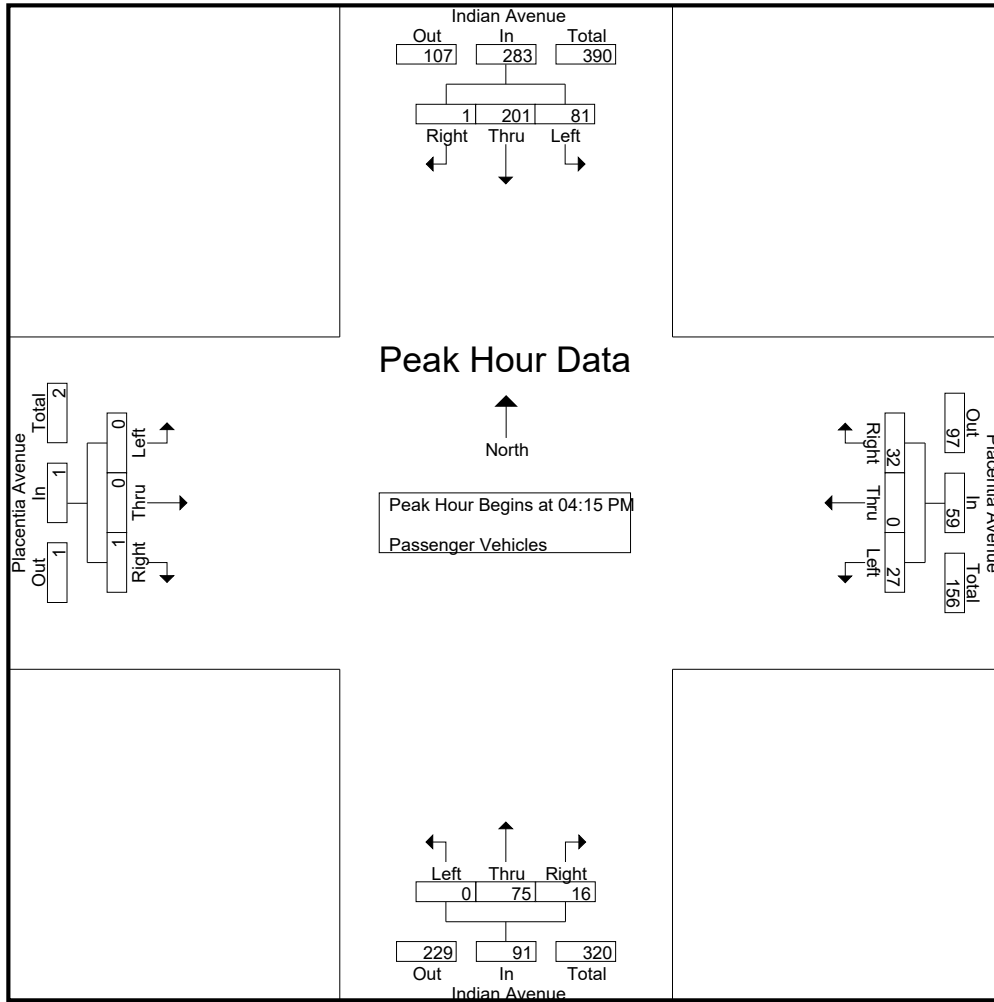 Indian Avenue
Out In Total
107 283 390
1 201 81
Right Thru Left
Peak Hour Data
North
Peak Hour Begins at 04:15 PM
Passenger Vehicles
Placentia Avenue
Total In Out
2 1 1
0 0 1
Left Thru Right
Right Thru Left
32 0 27
97 59 156
Out In Total
Placentia Avenue
Left Thru Right
0 75 16
229 91 320
Out In Total
Indian Avenue